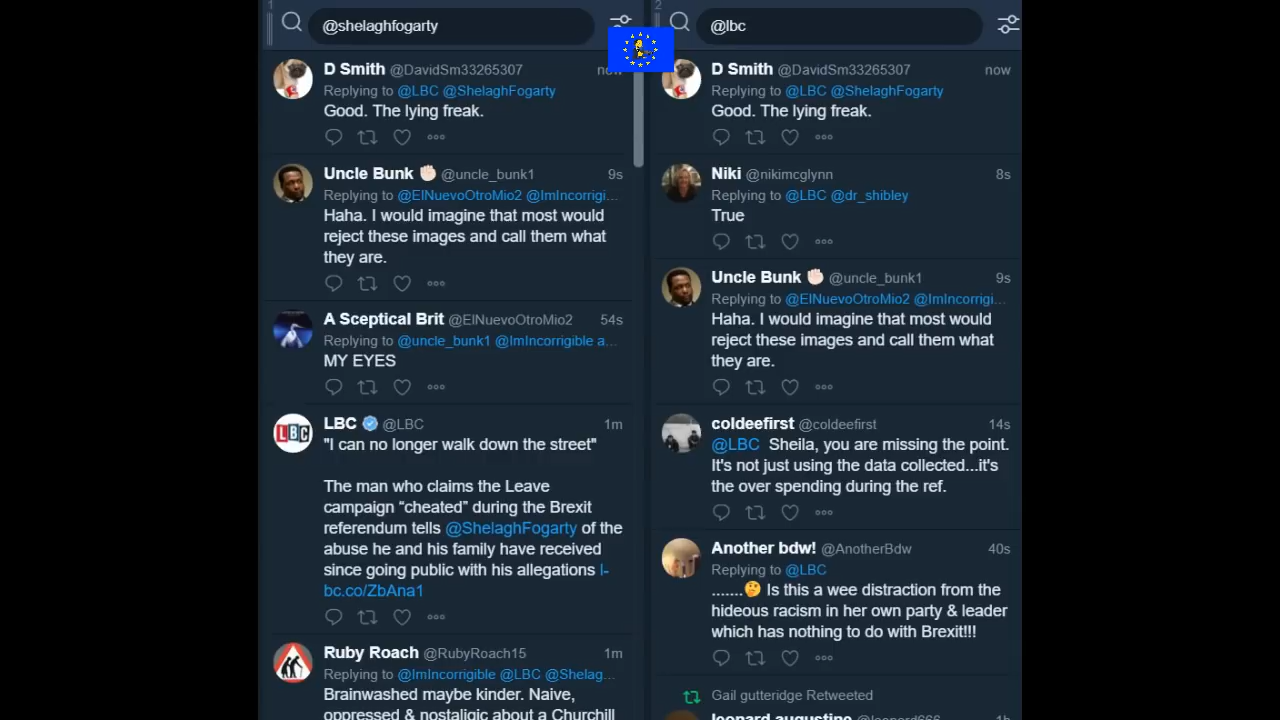 1
@shelaghfogarty
D Smith @DavidSm33265307 now
Replying to @LBC @ShelaghFogarty
Good. The lying freak.
Uncle Bunk ✊🏻 @uncle_bunk1 9s
Replying to @ElNuevoOtroMio2 @ImIncorrigi...
Haha. I would imagine that most would
reject these images and call them what
they are.
A Sceptical Brit @ElNuevoOtroMio2 54s
Replying to @uncle_bunk1 @ImIncorrigible a...
MY EYES
LBC
LBC @LBC 1m
"I can no longer walk down the street"
The man who claims the Leave
campaign “cheated” during the Brexit
referendum tells @ShelaghFogarty of the
abuse he and his family have received
since going public with his allegations l-
bc.co/ZbAna1
Ruby Roach @RubyRoach15 1m
Replying to @ImIncorrigible @LBC @Shelag...
Brainwashed maybe kinder. Naive,
oppressed & nostalgic about a Churchill
2
@lbc
D Smith @DavidSm33265307 now
Replying to @LBC @ShelaghFogarty
Good. The lying freak.
Niki @nikimcglynn 8s
Replying to @LBC @dr_shibley
True
Uncle Bunk ✊🏻 @uncle_bunk1 9s
Replying to @ElNuevoOtroMio2 @ImIncorrigi...
Haha. I would imagine that most would
reject these images and call them what
they are.
coldeefirst @coldeefirst 14s
@LBC Sheila, you are missing the point.
It's not just using the data collected...it's
the over spending during the ref.
Another bdw! @AnotherBdw 40s
Replying to @LBC
.......🤔 Is this a wee distraction from the
hideous racism in her own party & leader
which has nothing to do with Brexit!!!
Gail gutteridge Retweeted
leonard augustine @leonard666 1h